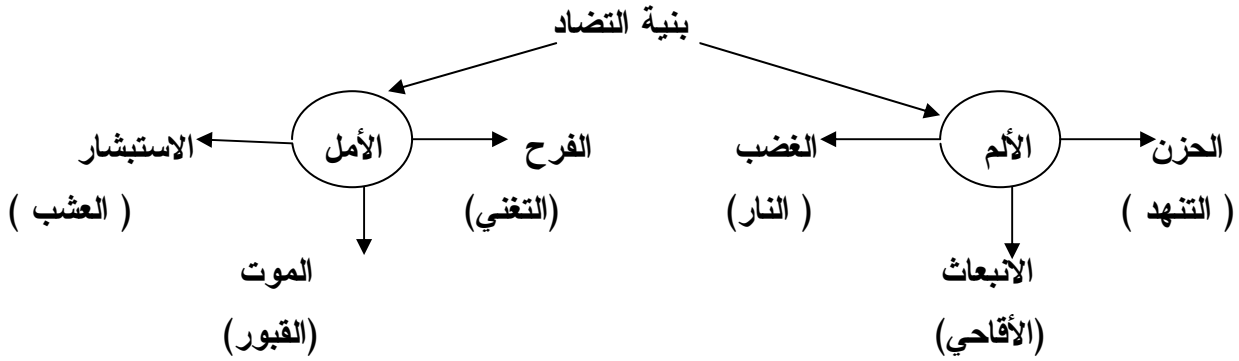 بنية التضاد
الحزن الألم الغضب الفرح الأمل الاستبشار
( التنهد ) ( النار) (التغني) ( العشب )
الانبعاث الموت
(الأقاحي) (القبور)